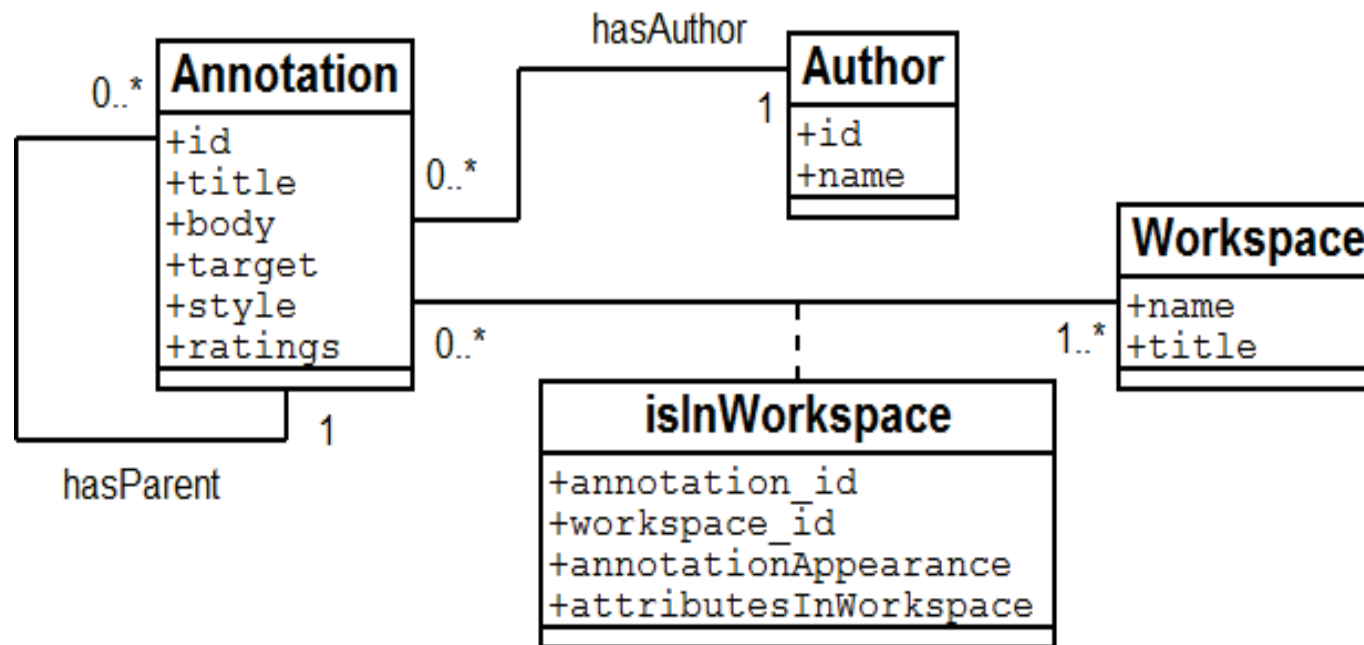 hasAuthor
0..*
Annotation
+id
+title
+body
+target
+style
+ratings
0..*
1
Author
+id
+name
0..*
1..*
Workspace
+name
+title
1
hasParent
isInWorkspace
+annotation_id
+workspace_id
+annotationAppearance
+attributesInWorkspace